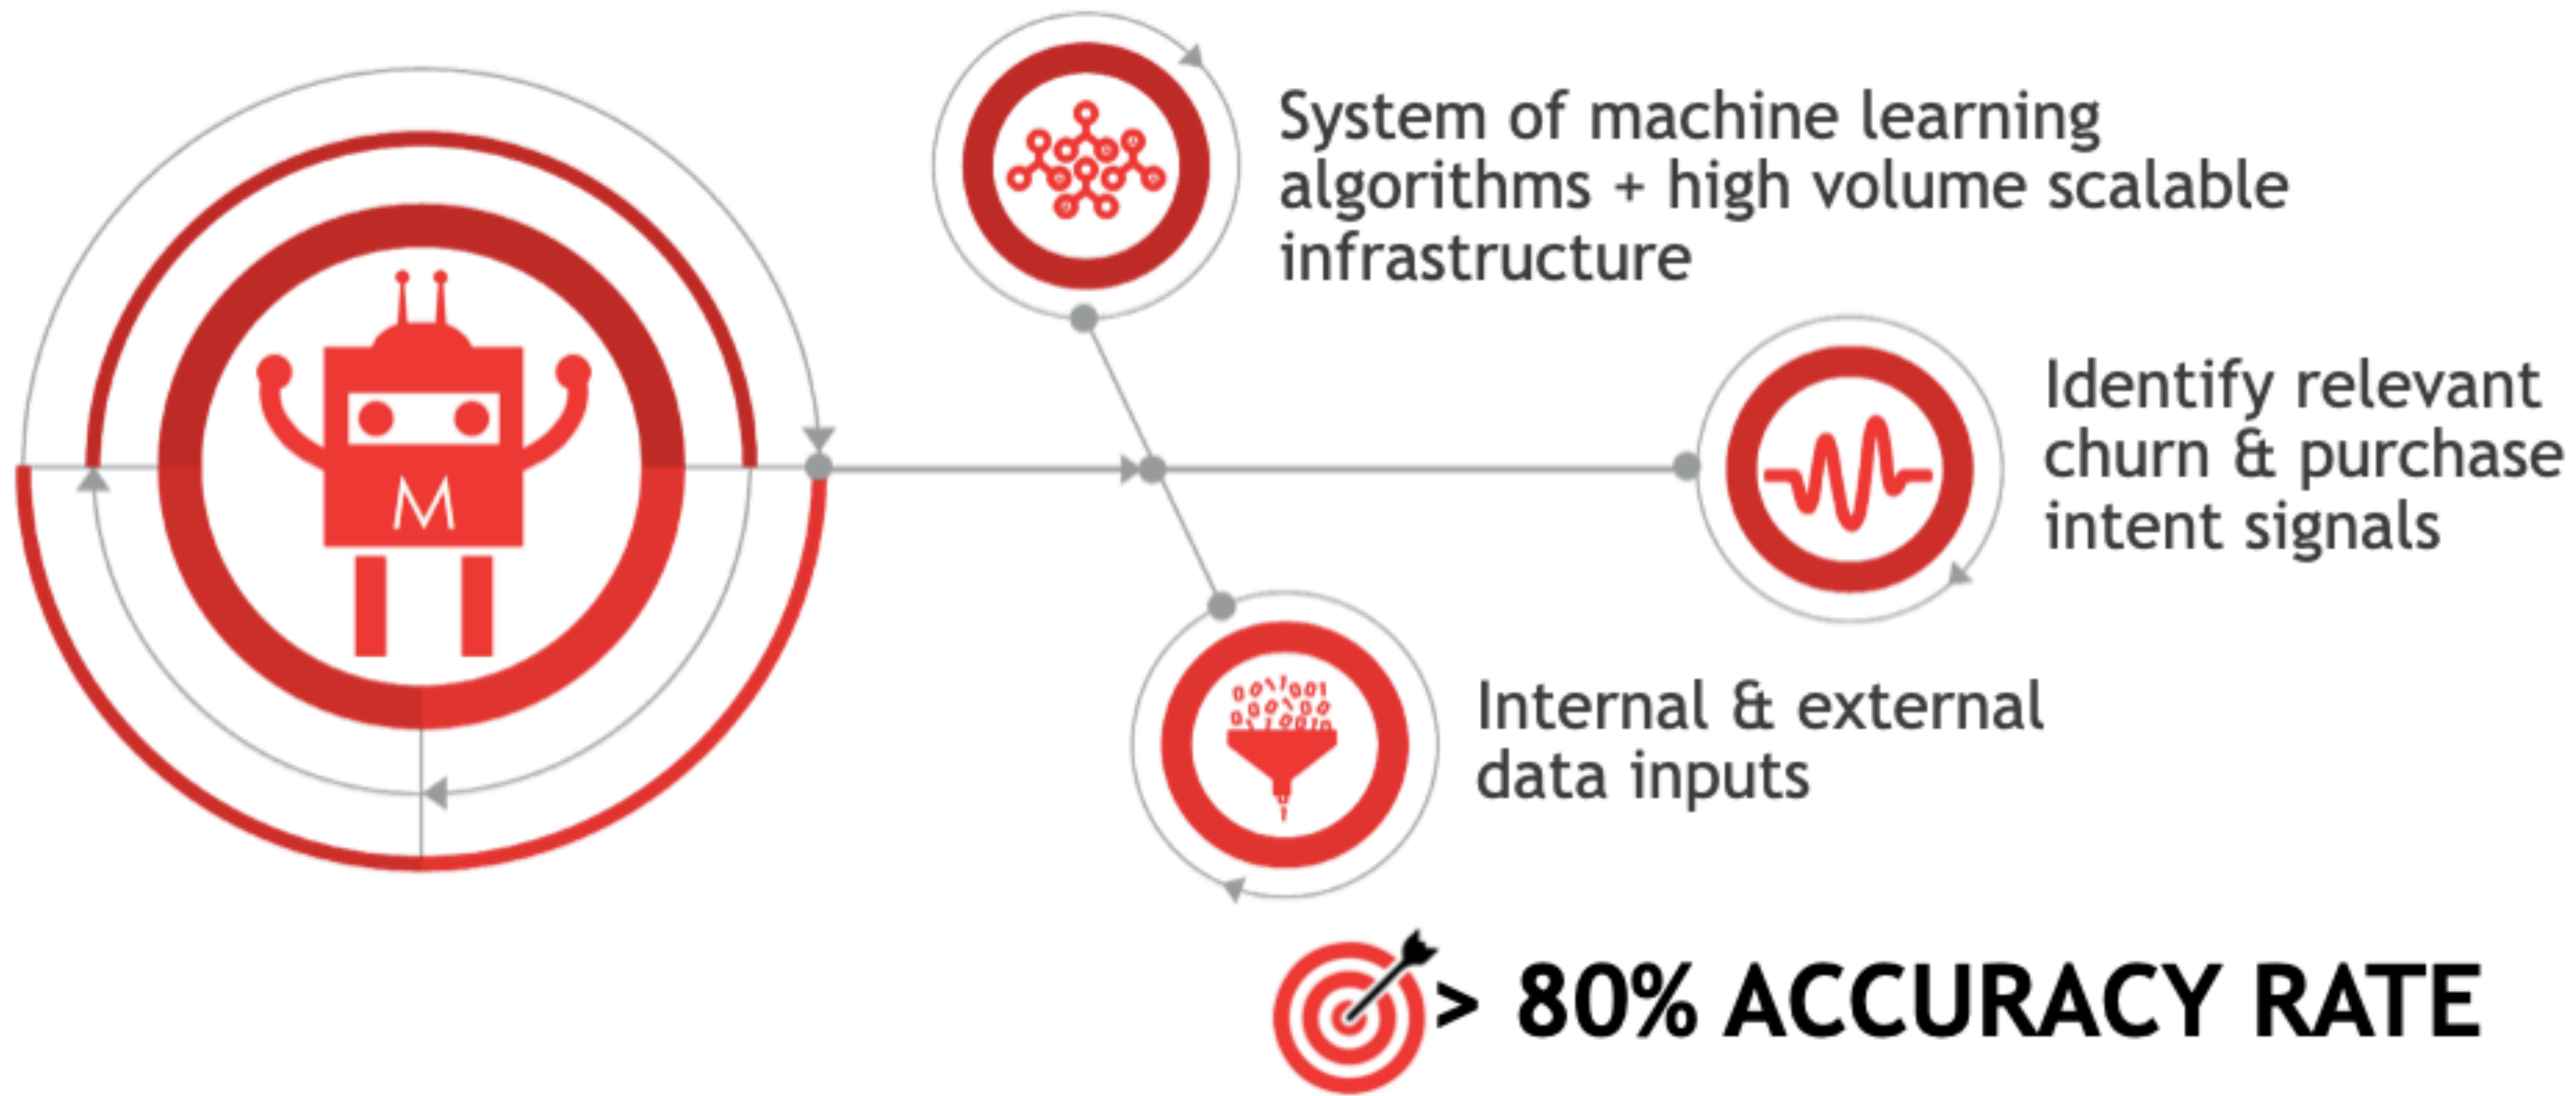 M
System of machine learning
algorithms + high volume scalable
infrastructure
Identify relevant
churn & purchase
intent signals
Internal & external
data inputs
> 80% ACCURACY RATE